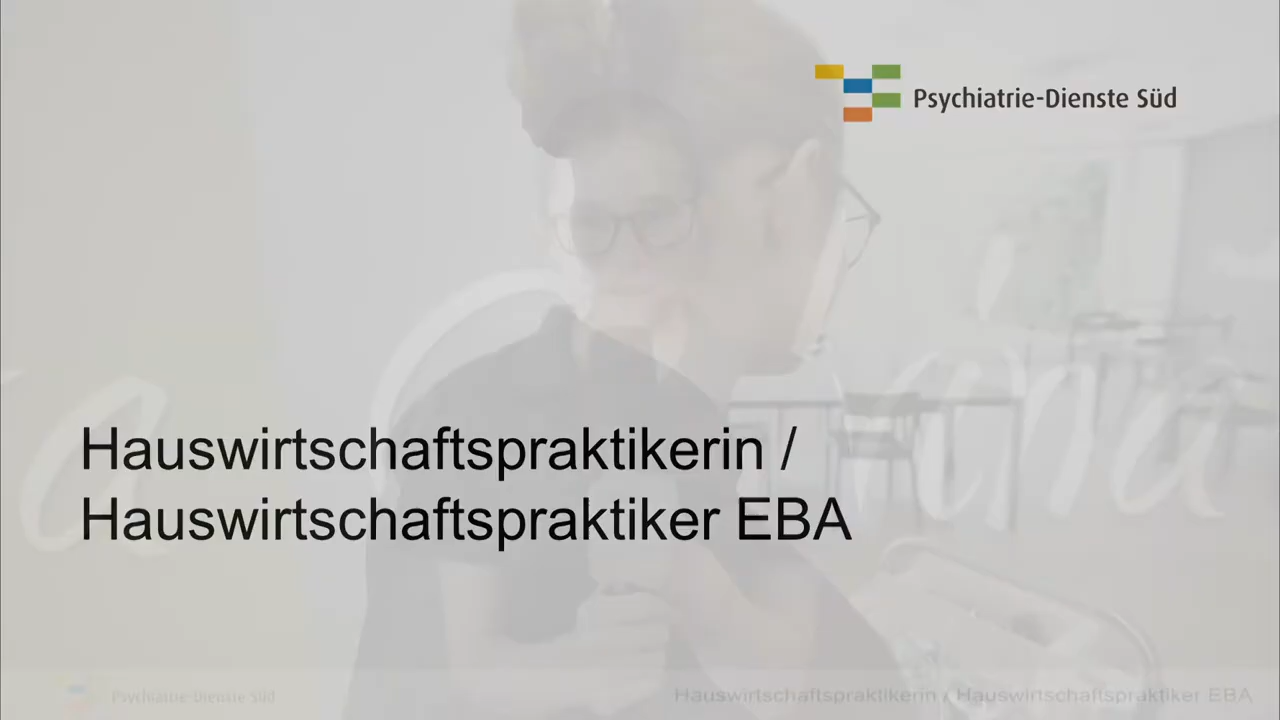 Psychiatrie-Dienste Süd
Hauswirtschaftspraktikerin /
Hauswirtschaftspraktiker EBA
Psychiatrie-Dienste Süd
Hauswirtschaftspraktikerin / Hauswirtschaftspraktiker EBA